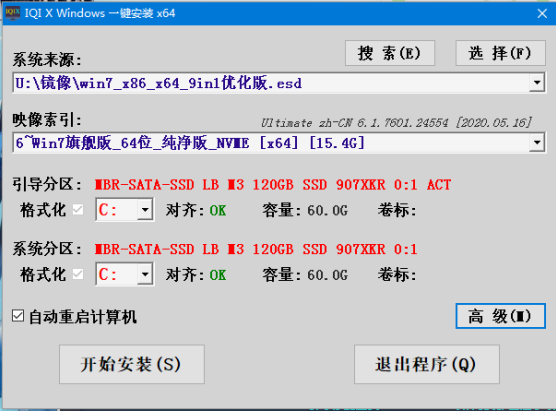 IQI X Windows 一键安装 x64
搜 索(E) 选 择(F)
系统来源:
U:\镜像\win7_x86_x64_9in1优化版.esd
映像索引: Ultimate zh-CN 6.1.7601.24554 [2020.05.16]
6~Win7旗舰版_64位_纯净版_NVME [x64] [15.4G]
引导分区: MBR-SATA-SSD LB M3 120GB SSD 907XKR 0:1 ACT
格式化 C: 对齐: OK 容量: 60.0G 卷标:
系统分区: MBR-SATA-SSD LB M3 120GB SSD 907XKR 0:1
格式化 C: 对齐: OK 容量: 60.0G 卷标:
自动重启计算机 高 级(M)
开始安装(S) 退出程序(Q)